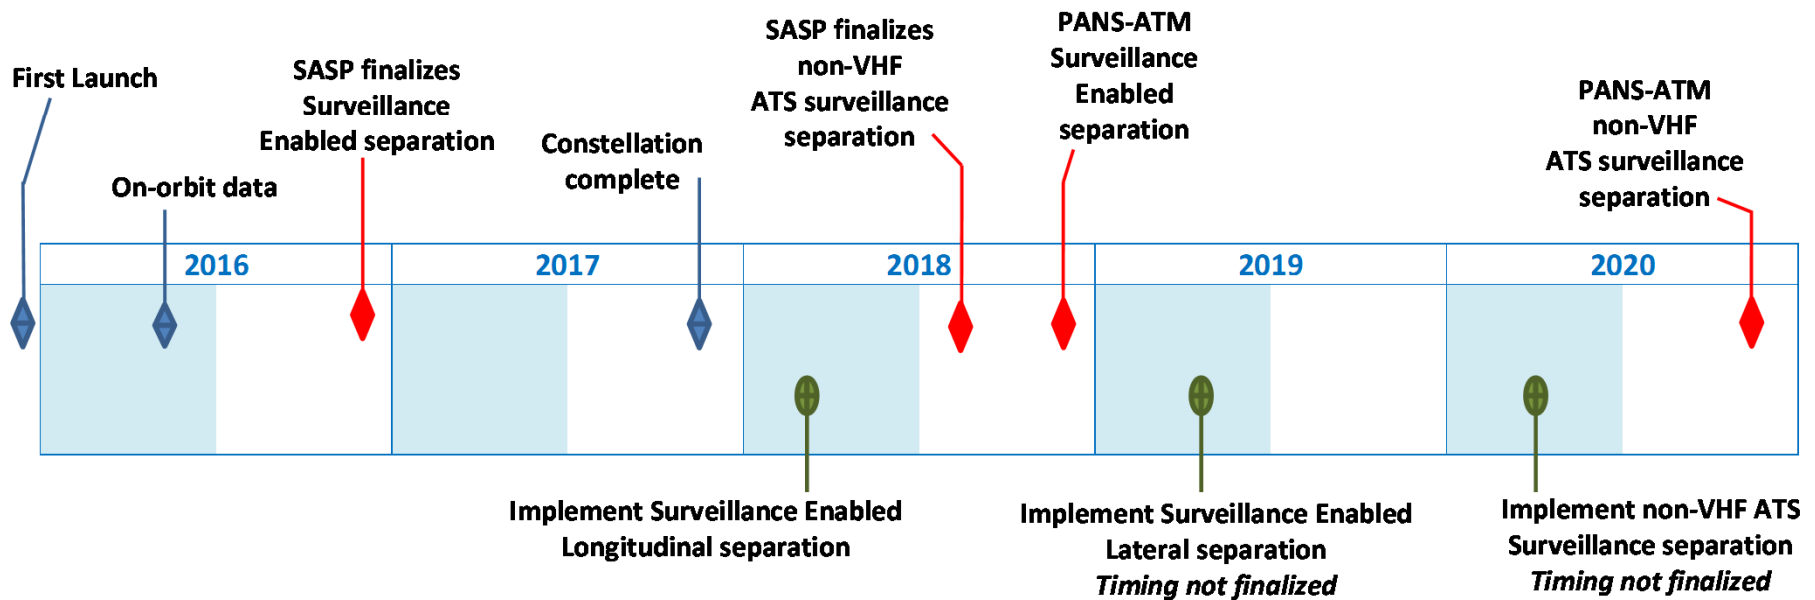 First Launch
On-orbit data
SASP finalizes
Surveillance
Enabled separation
Constellation
complete
SASP finalizes
non-VHF
ATS surveillance
separation
PANS-ATM
Surveillance
Enabled
separation
PANS-ATM
non-VHF
ATS surveillance
separation
2016
2017
2018
2019
2020
Implement Surveillance Enabled
Longitudinal separation
Implement Surveillance Enabled
Lateral separation
Timing not finalized
Implement non-VHF ATS
Surveillance separation
Timing not finalized